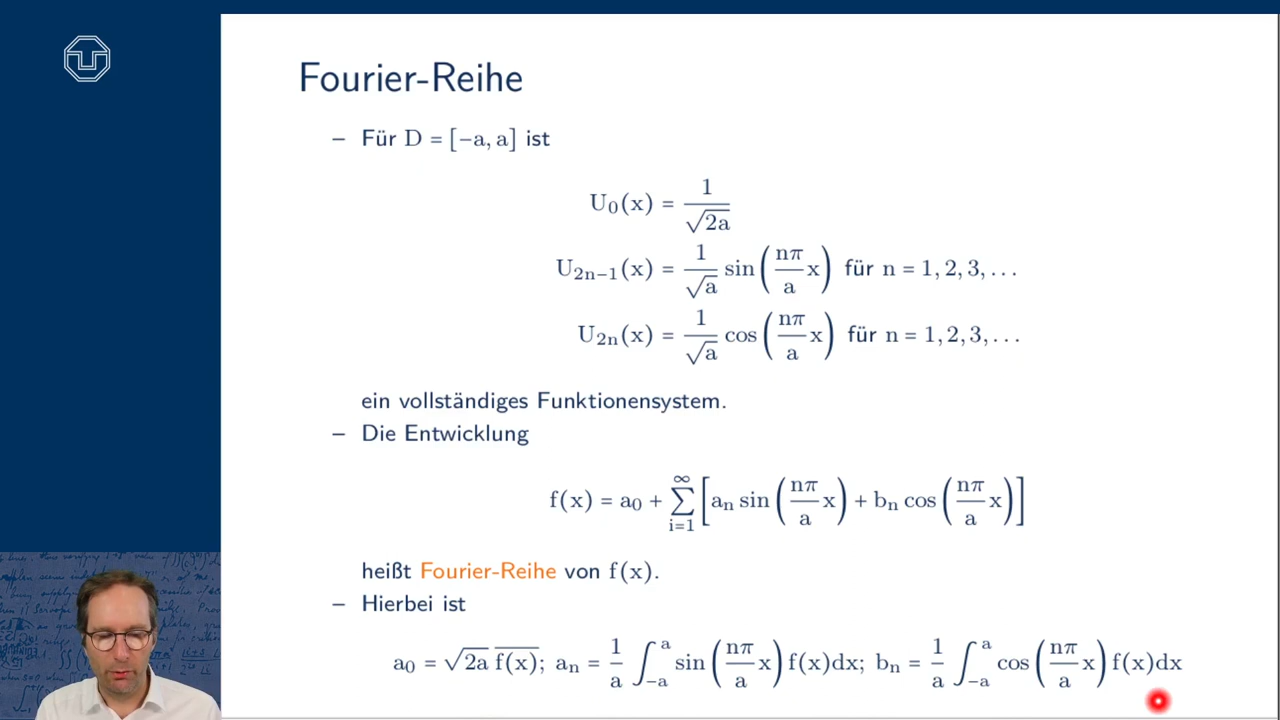 Fourier-Reihe
– Für D = [−a, a] ist
U₀(x) = 1/√(2a)
U₂ₙ₋₁(x) = 1/√a sin(nπ/a x) für n = 1, 2, 3, …
U₂ₙ(x) = 1/√a cos(nπ/a x) für n = 1, 2, 3, …
ein vollständiges Funktionensystem.
– Die Entwicklung
f(x) = a₀ + ∑_{i=1}^{∞} [aₙ sin(nπ/a x) + bₙ cos(nπ/a x)]
heißt Fourier-Reihe von f(x).
– Hierbei ist
a₀ = √(2a) \overline{f(x)}; aₙ = 1/a ∫_{−a}^{a} sin(nπ/a x) f(x)dx; bₙ = 1/a ∫_{−a}^{a} cos(nπ/a x) f(x)dx